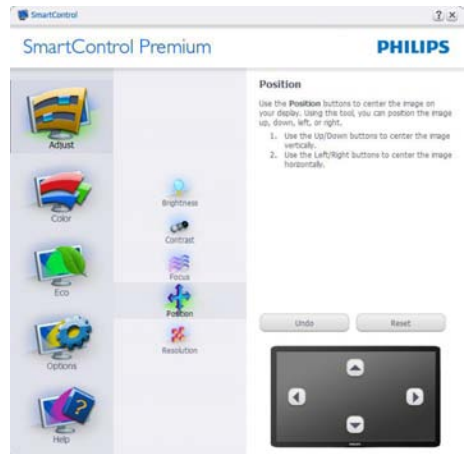 SmartControl
SmartControl Premium
PHILIPS
Adjust
Color
Eco
Options
Help
Brightness
Contrast
Focus
Position
Resolution
Position
Use the Position buttons to center the image on
your display. Using this tool, you can position the image
up, down, left, or right.
1. Use the Up/Down buttons to center the image
vertically.
2. Use the Left/Right buttons to center the image
horizontally.
Undo
Reset